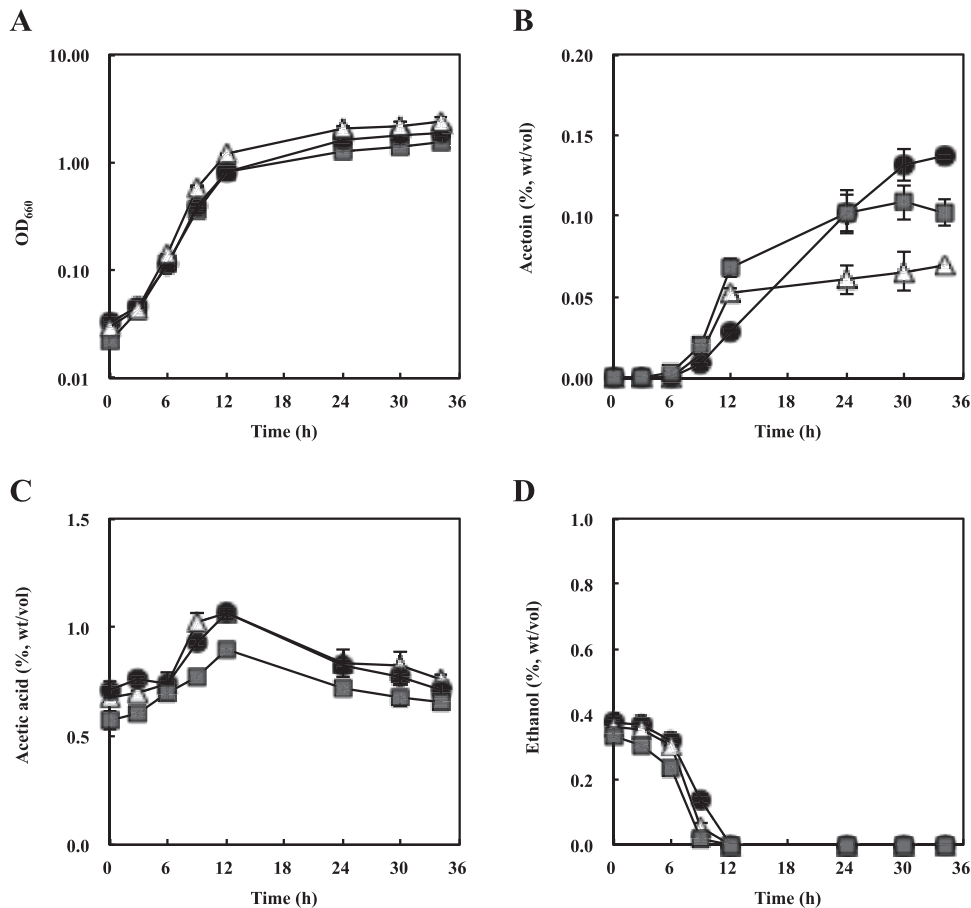 A
10.00
1.00
0.10
0.01
OD660
0 6 12 18 24 30 36
Time (h)
B
0.20
0.15
0.10
0.05
0.00
Acetoin (%, wt/vol)
0 6 12 18 24 30 36
Time (h)
C
1.5
1.0
0.5
0.0
Acetic acid (%, wt/vol)
0 6 12 18 24 30 36
Time (h)
D
1.0
0.8
0.6
0.4
0.2
0.0
Ethanol (%, wt/vol)
0 6 12 18 24 30 36
Time (h)